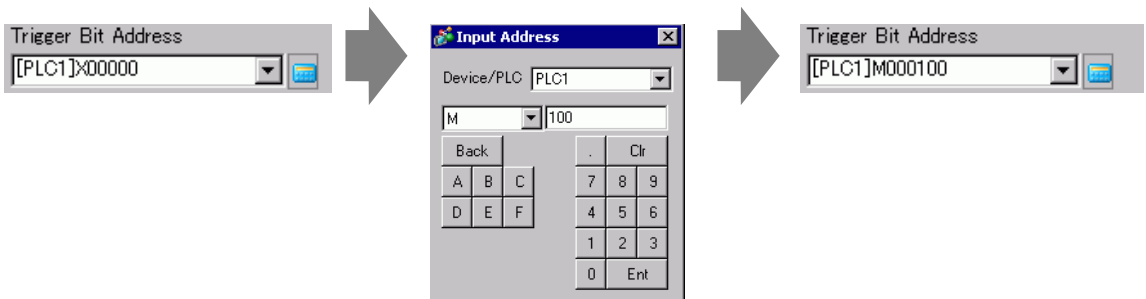 Trigger Bit Address
[PLC1]X00000
Input Address
Device/PLC PLC1
M 100
Back . Clr
A B C 7 8 9
D E F 4 5 6
1 2 3
0 Ent
Trigger Bit Address
[PLC1]M000100